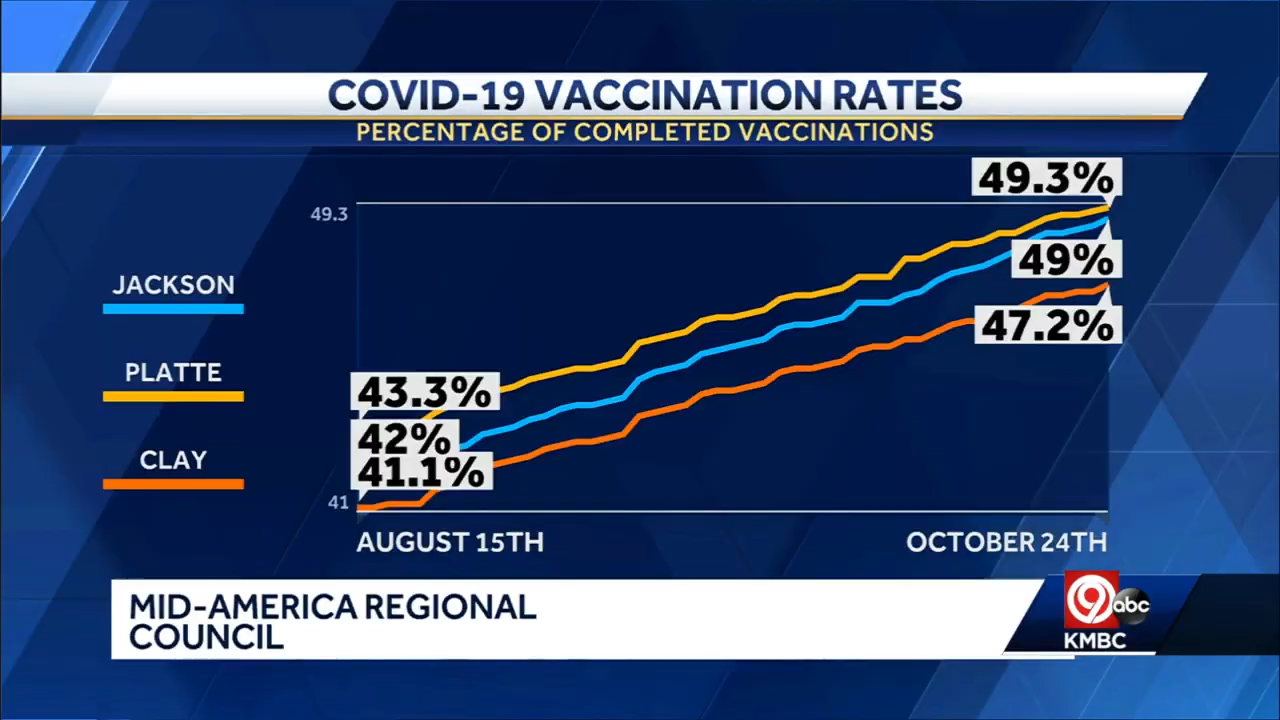 COVID-19 VACCINATION RATES
PERCENTAGE OF COMPLETED VACCINATIONS
49.3%
49.3
49%
JACKSON
47.2%
PLATTE
43.3%
42%
CLAY
41.1%
41
AUGUST 15TH
OCTOBER 24TH
MID-AMERICA REGIONAL
COUNCIL
9
abc
KMBC